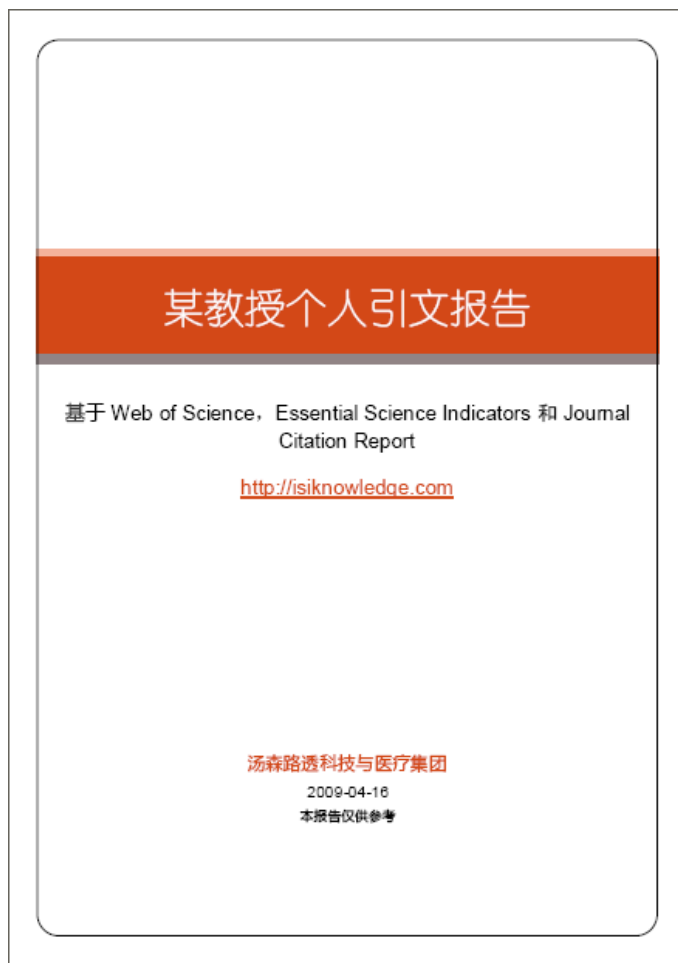 某教授个人引文报告
基于 Web of Science，Essential Science Indicators 和 Journal
Citation Report
http://isiknowledge.com
汤森路透科技与医疗集团
2009-04-16
本报告仅供参考